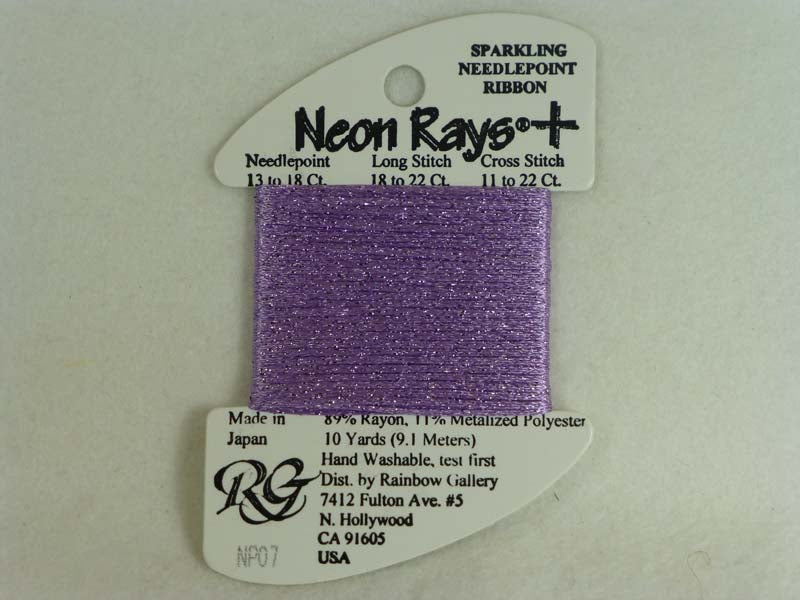 SPARKLING
NEEDLEPOINT
RIBBON
Neon Rays®+
Needlepoint Long Stitch Cross Stitch
13 to 18 Ct. 18 to 22 Ct. 11 to 22 Ct.
Made in 89% Rayon, 11% Metalized Polyester
Japan 10 Yards (9.1 Meters)
Hand Washable, test first
RG Dist. by Rainbow Gallery
7412 Fulton Ave. #5
N. Hollywood
CA 91605
NP07 USA